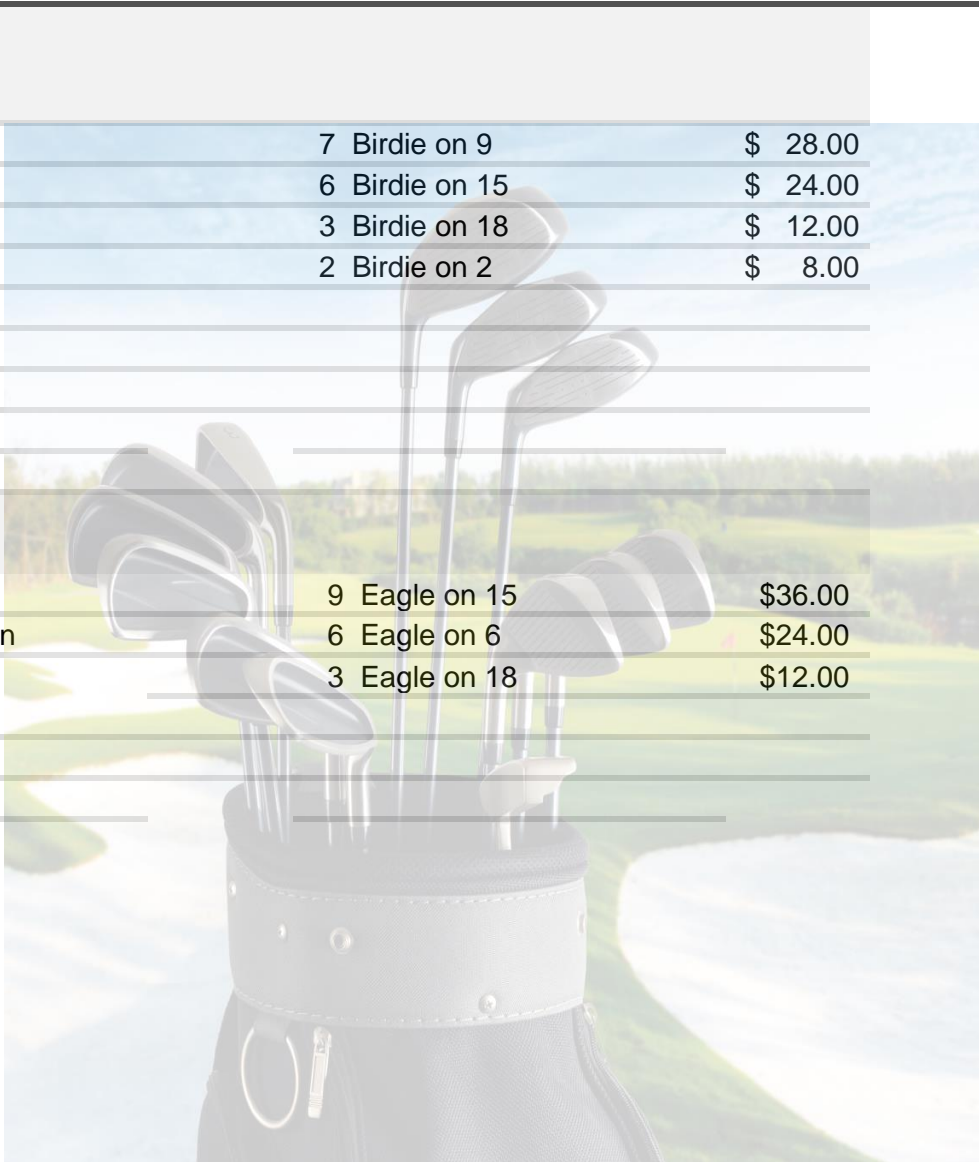 7 Birdie on 9 $ 28.00
6 Birdie on 15 $ 24.00
3 Birdie on 18 $ 12.00
2 Birdie on 2 $ 8.00
9 Eagle on 15 $36.00
n 6 Eagle on 6 $24.00
3 Eagle on 18 $12.00